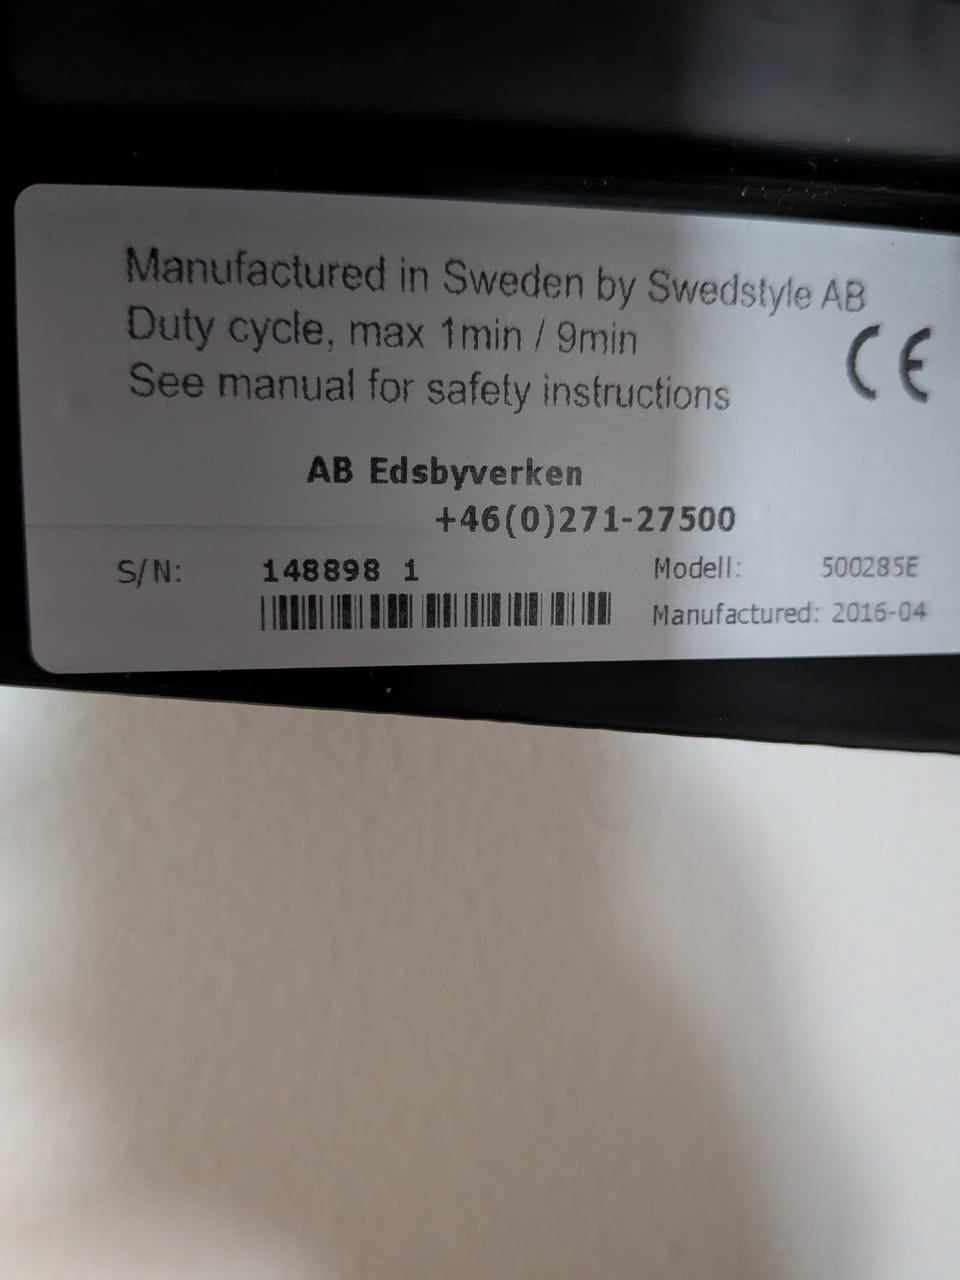 Manufactured in Sweden by Swedstyle AB
Duty cycle, max 1min / 9min
See manual for safety instructions
CE
AB Edsbyverken
+46(0)271-27500
S/N: 148898 1
Modell: 500285E
Manufactured: 2016-04